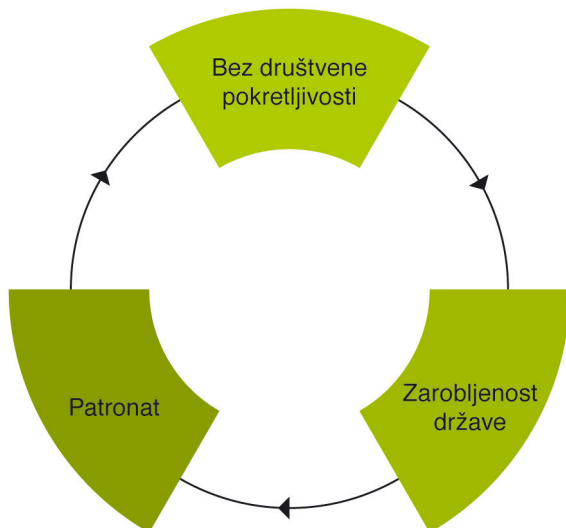 Bez društvene
pokretljivosti
Zarobljenost
države
Patronat